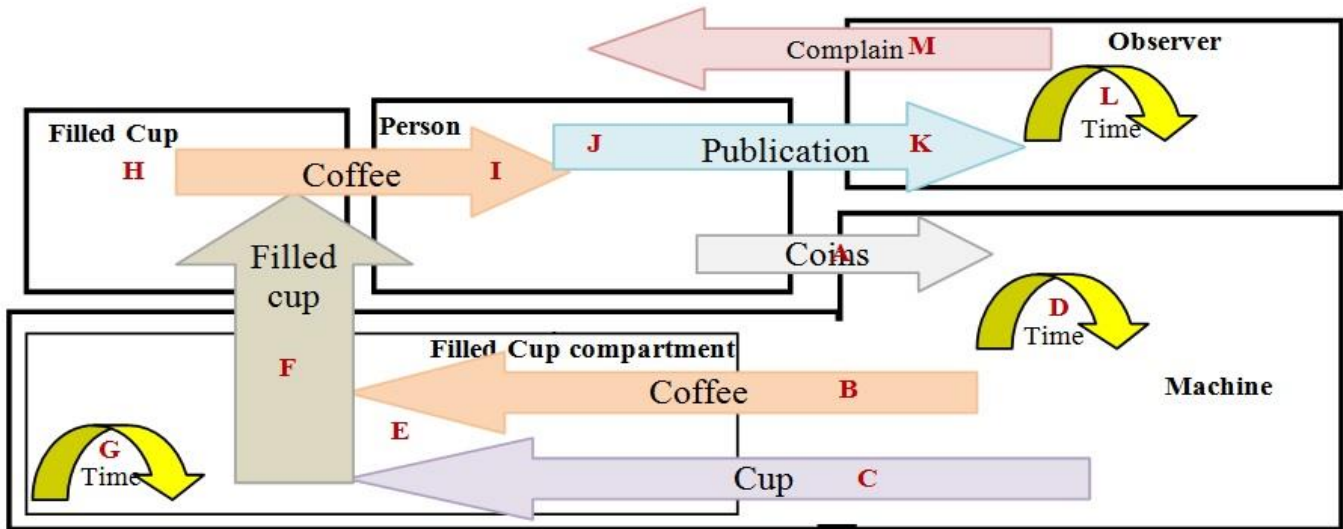 Complain M
Observer
L
Time
Filled Cup
H
Person
Coffee I
J
Publication K
Filled
cup
Coins A
D
Time
Filled Cup compartment
F
Coffee B
Machine
E
G
Time
Cup C